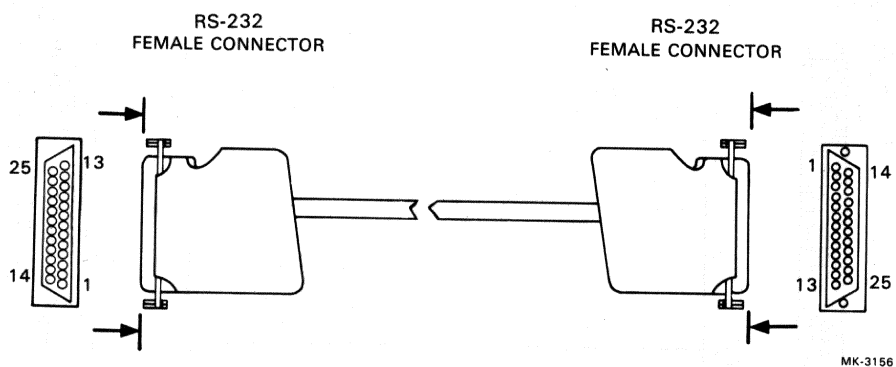 RS-232
FEMALE CONNECTOR
RS-232
FEMALE CONNECTOR
25
13
14
1
1
14
13
25
MK-3156